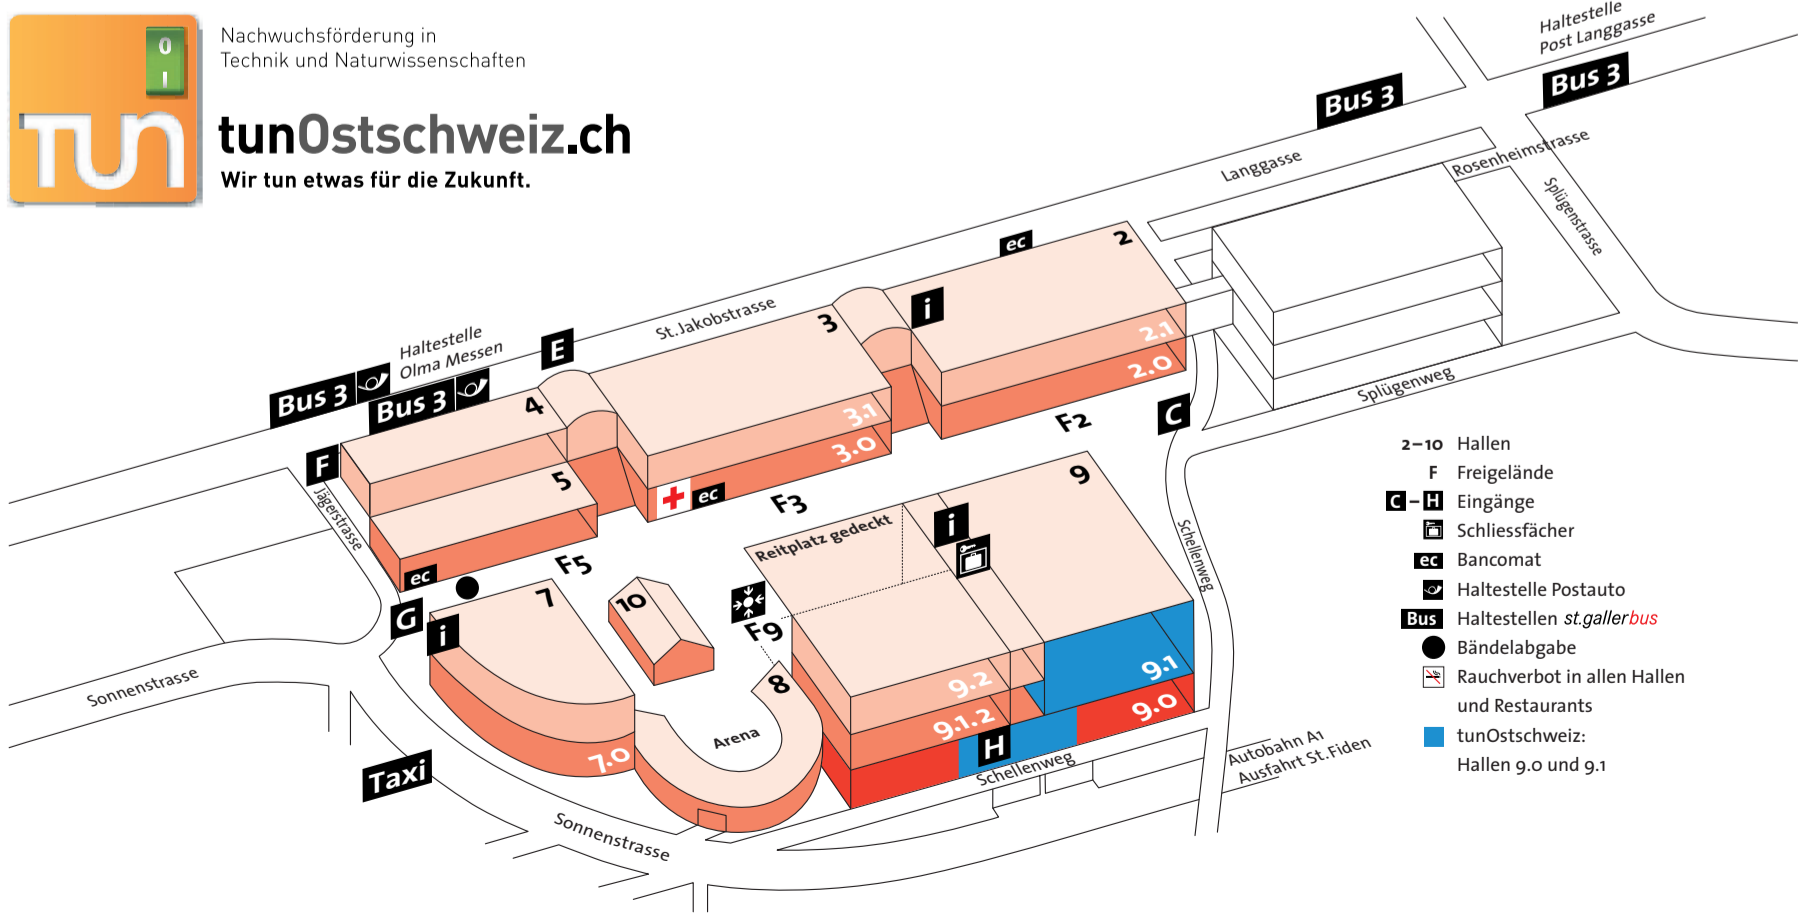 O
I
TUN
Nachwuchsförderung in
Technik und Naturwissenschaften
tunOstschweiz.ch
Wir tun etwas für die Zukunft.
Haltestelle
Post Langgasse
Bus 3
Bus 3
Langgasse
Rosenheimstrasse
Splügenstrasse
ec
2
i
2.1
2.0
St.Jakobstrasse
3
3.1
3.0
E
Haltestelle
Olma Messen
Bus 3
Bus 3
4
F
5
Jägerstrasse
ec
ec
F2
F3
F5
C
Splügenweg
9
Reitplatz gedeckt
i
Schellenweg
G
i
7
10
F9
8
9.2
9.1
9.1.2
9.0
H
7.0
Arena
Schellenweg
Sonnenstrasse
Taxi
Sonnenstrasse
Autobahn A1
Ausfahrt St.Fiden
2–10 Hallen
F Freigelände
C – H Eingänge
Schliessfächer
ec Bancomat
Haltestelle Postauto
Bus Haltestellen st.gallerbus
Bändelabgabe
Rauchverbot in allen Hallen
und Restaurants
tunOstschweiz:
Hallen 9.0 und 9.1